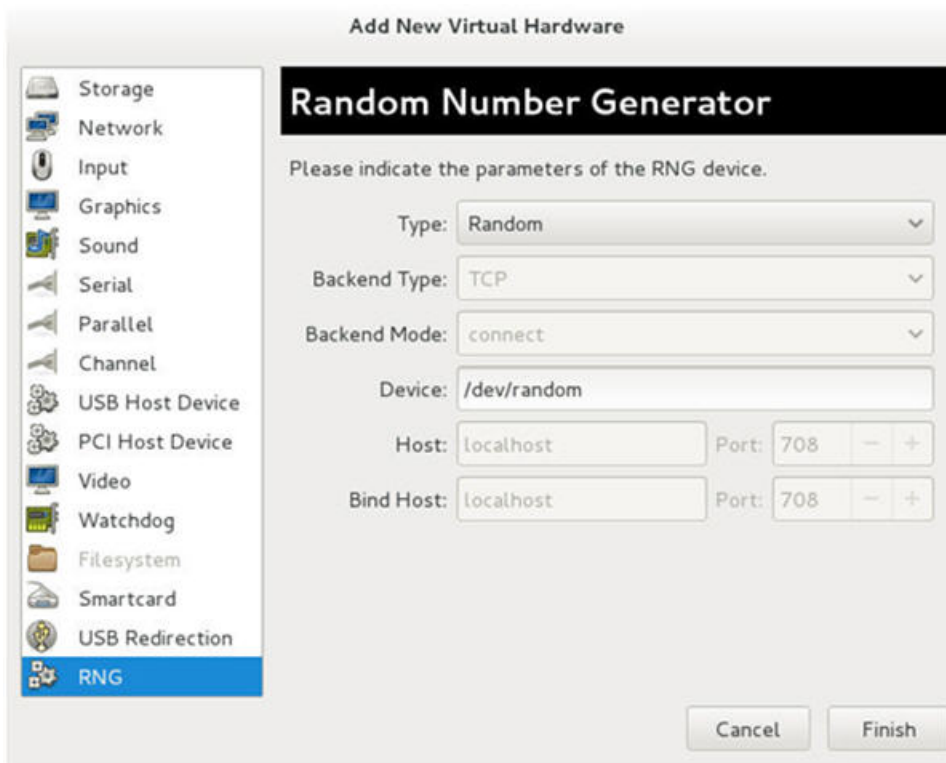 Add New Virtual Hardware
Storage
Network
Input
Graphics
Sound
Serial
Parallel
Channel
USB Host Device
PCI Host Device
Video
Watchdog
Filesystem
Smartcard
USB Redirection
RNG
Random Number Generator
Please indicate the parameters of the RNG device.
Type: Random
Backend Type: TCP
Backend Mode: connect
Device: /dev/random
Host: localhost Port: 708 − +
Bind Host: localhost Port: 708 − +
Cancel Finish